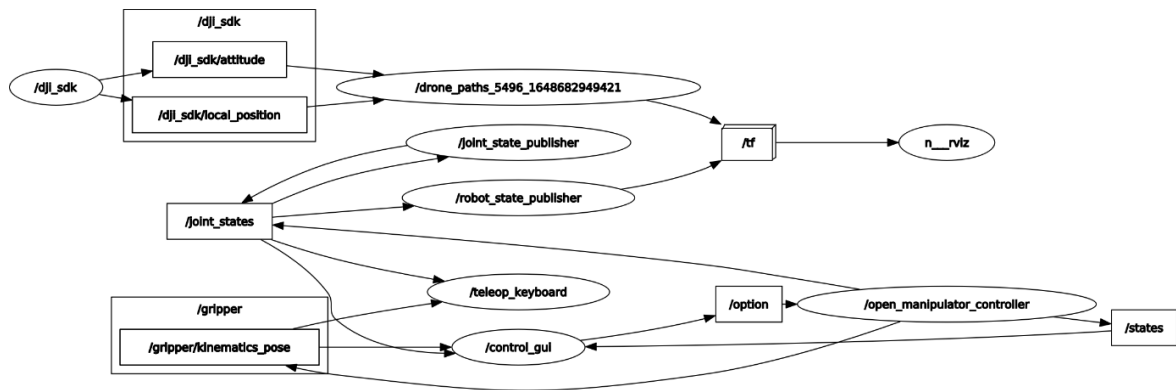 /dji_sdk
/dji_sdk
/dji_sdk/attitude
/dji_sdk/local_position
/drone_paths_5496_1648682949421
/tf
n___rviz
/joint_state_publisher
/robot_state_publisher
/joint_states
/teleop_keyboard
/gripper
/gripper/kinematics_pose
/control_gui
/option
/open_manipulator_controller
/states